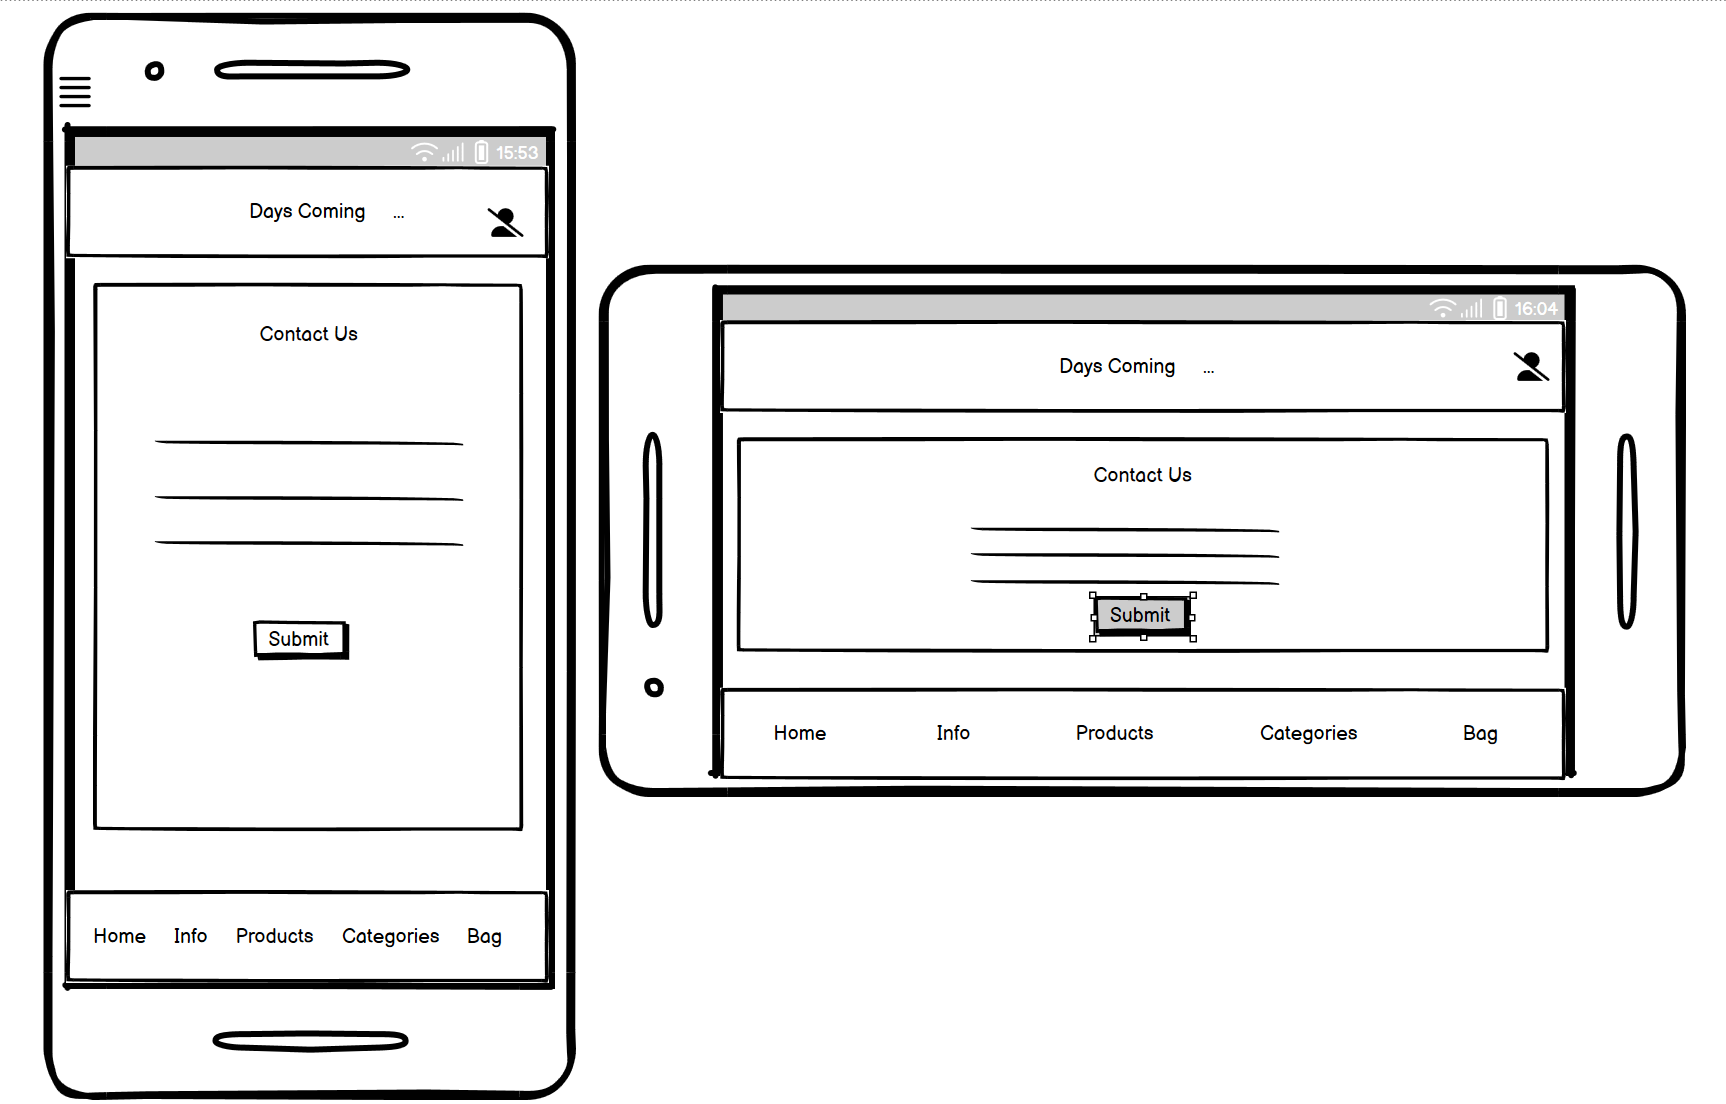 15:53
Days Coming ...
Contact Us
Submit
Home Info Products Categories Bag
16:04
Days Coming ...
Contact Us
Submit
Home Info Products Categories Bag